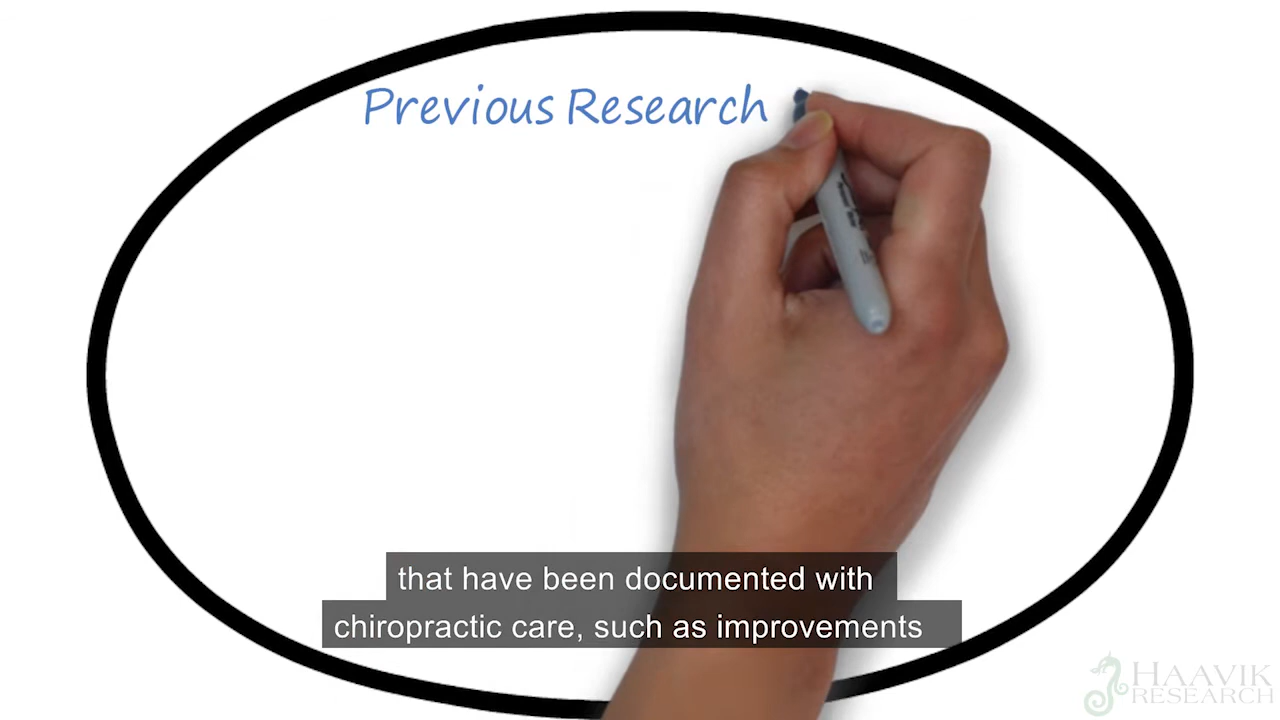 Previous Research
that have been documented with
chiropractic care, such as improvements
HAAVIK
RESEARCH